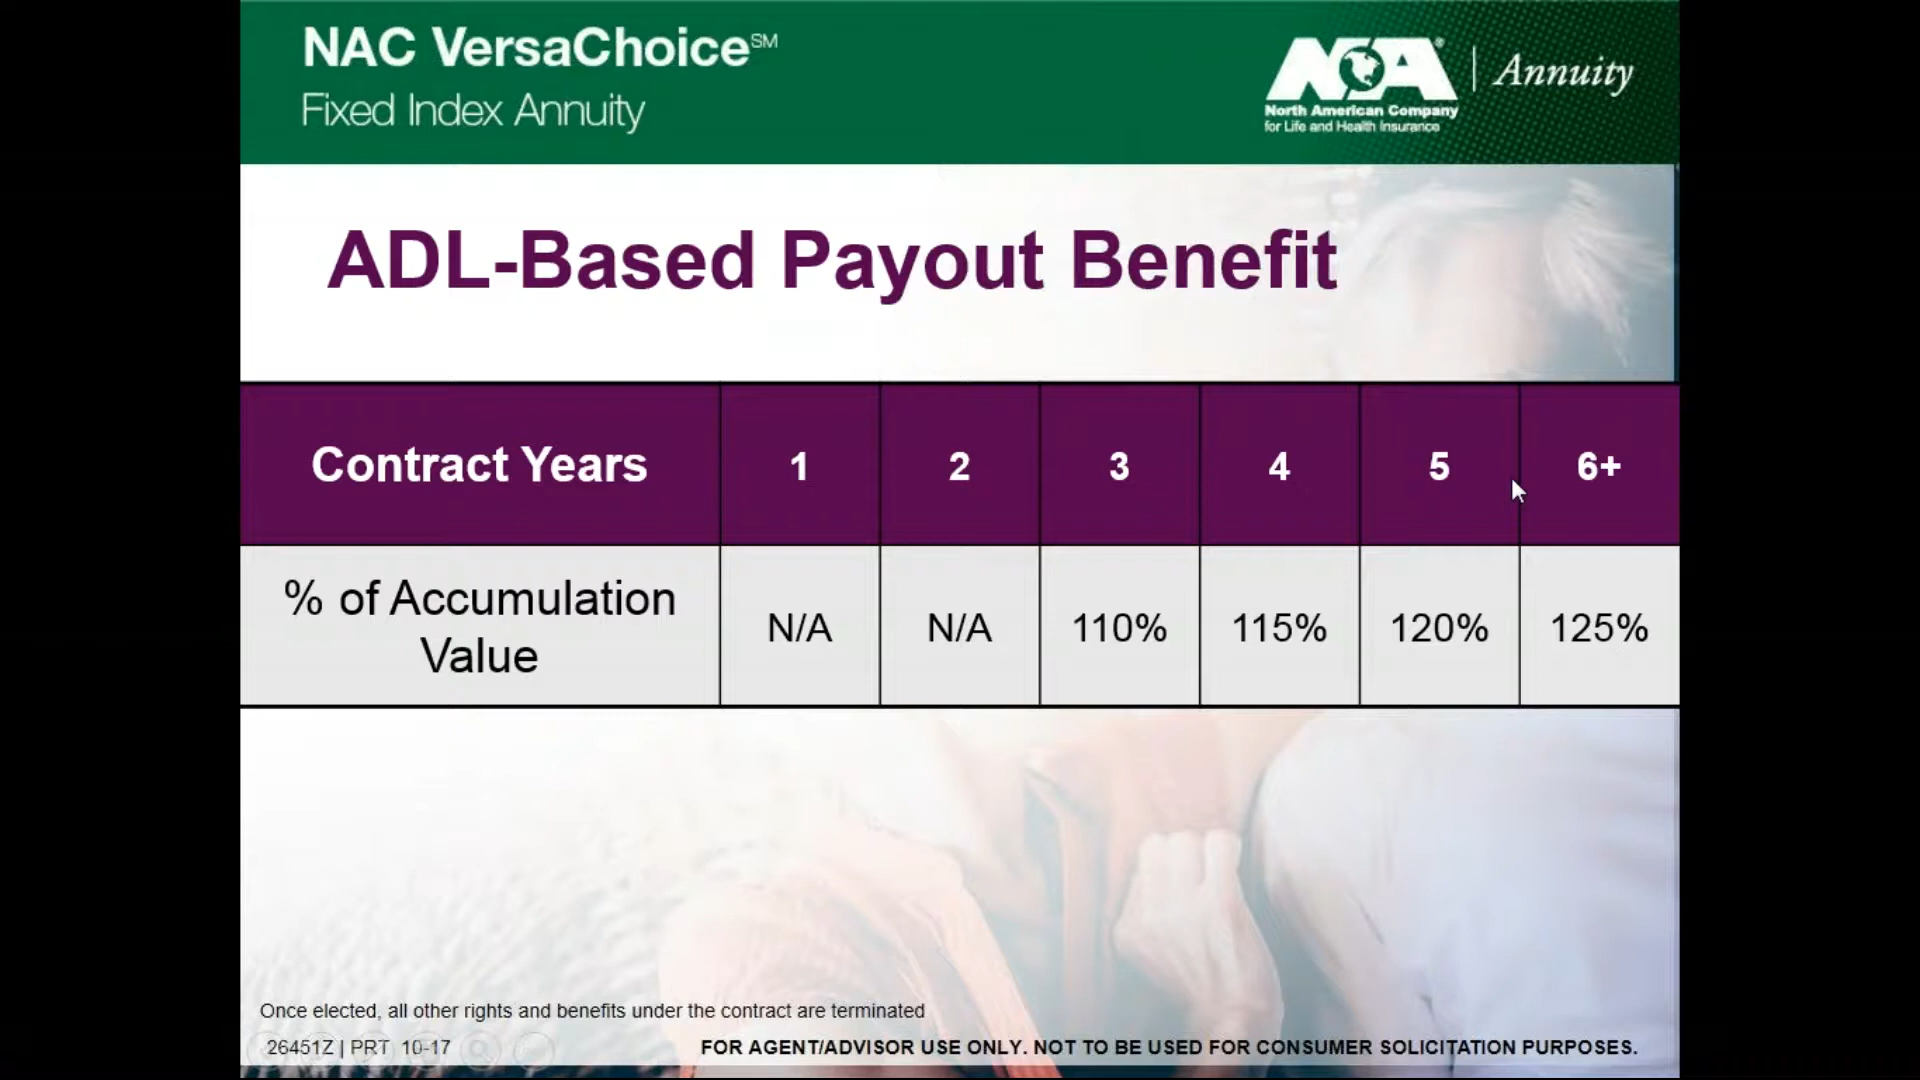 NAC VersaChoice℠
Fixed Index Annuity
NACA® | Annuity
North American Company
for Life and Health Insurance
ADL-Based Payout Benefit
Contract Years 1 2 3 4 5 6+
% of Accumulation
Value
N/A N/A 110% 115% 120% 125%
Once elected, all other rights and benefits under the contract are terminated
26451Z | PRT 10-17
FOR AGENT/ADVISOR USE ONLY. NOT TO BE USED FOR CONSUMER SOLICITATION PURPOSES.